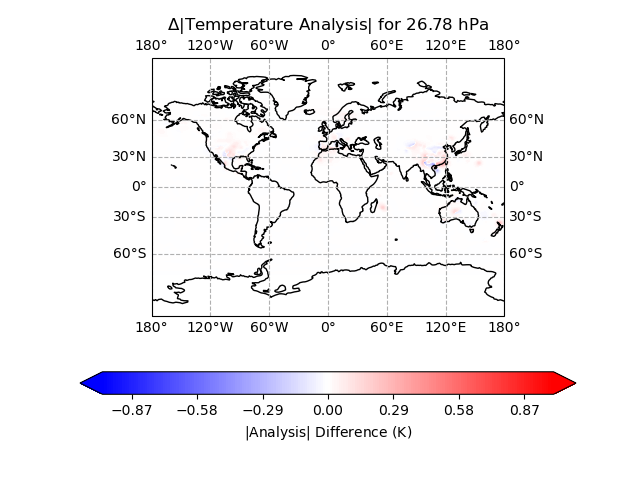 Δ|Temperature Analysis| for 26.78 hPa
180° 120°W 60°W 0° 60°E 120°E 180°
60°N 60°N
30°N 30°N
0° 0°
30°S 30°S
60°S 60°S
180° 120°W 60°W 0° 60°E 120°E 180°
−0.87 −0.58 −0.29 0.00 0.29 0.58 0.87
|Analysis| Difference (K)